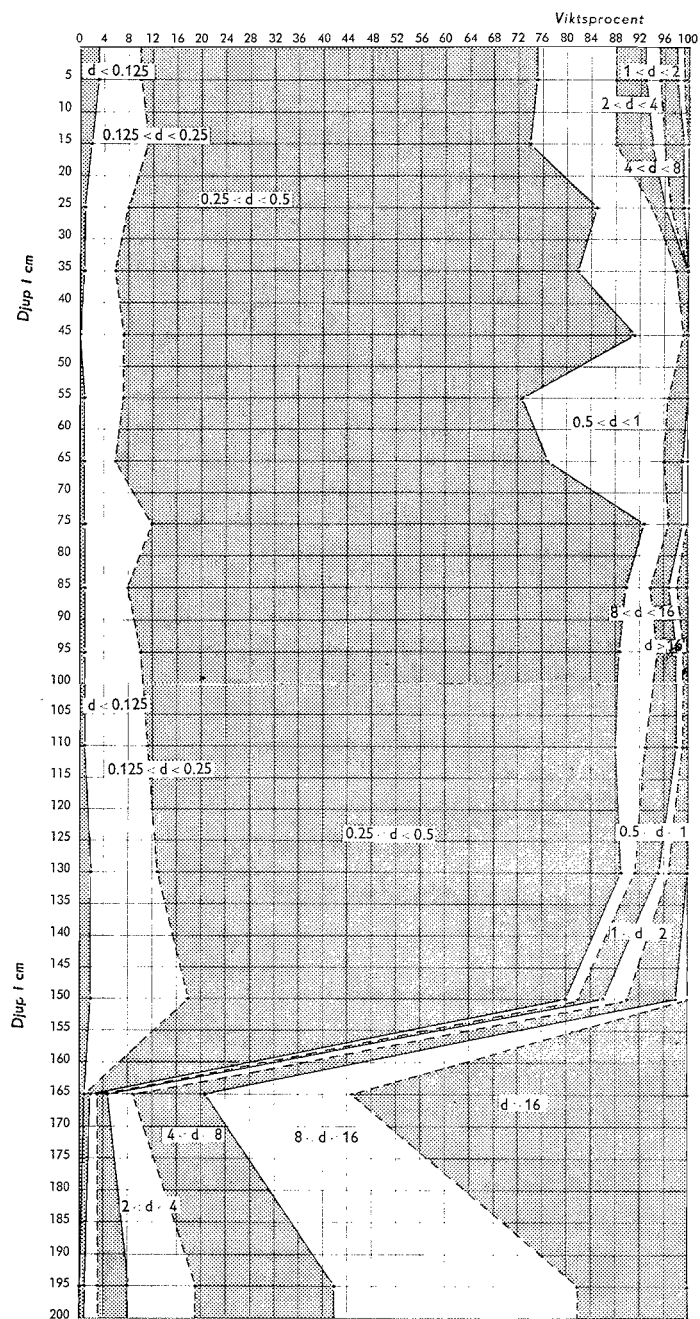 Viktsprocent
0 4 8 12 16 20 24 28 32 36 40 44 48 52 56 60 64 68 72 76 80 84 88 92 96 100
d < 0.125
1 < d < 2
5
2 < d < 4
10
0.125 < d < 0.25
15
4 < d < 8
20
0.25 < d < 0.5
25
30
Djup I cm
35
40
45
50
55
0.5 < d < 1
60
65
70
75
80
85
8 < d < 16
90
d > 16
95
100
d < 0.125
105
110
0.125 < d < 0.25
115
120
0.25 < d < 0.5
0.5 · d · 1
125
130
135
1 · d · 2
140
145
Djup I cm
150
155
160
165
d · 16
170
4 · d · 8
8 · d · 16
175
180
2 · d · 4
185
190
195
200